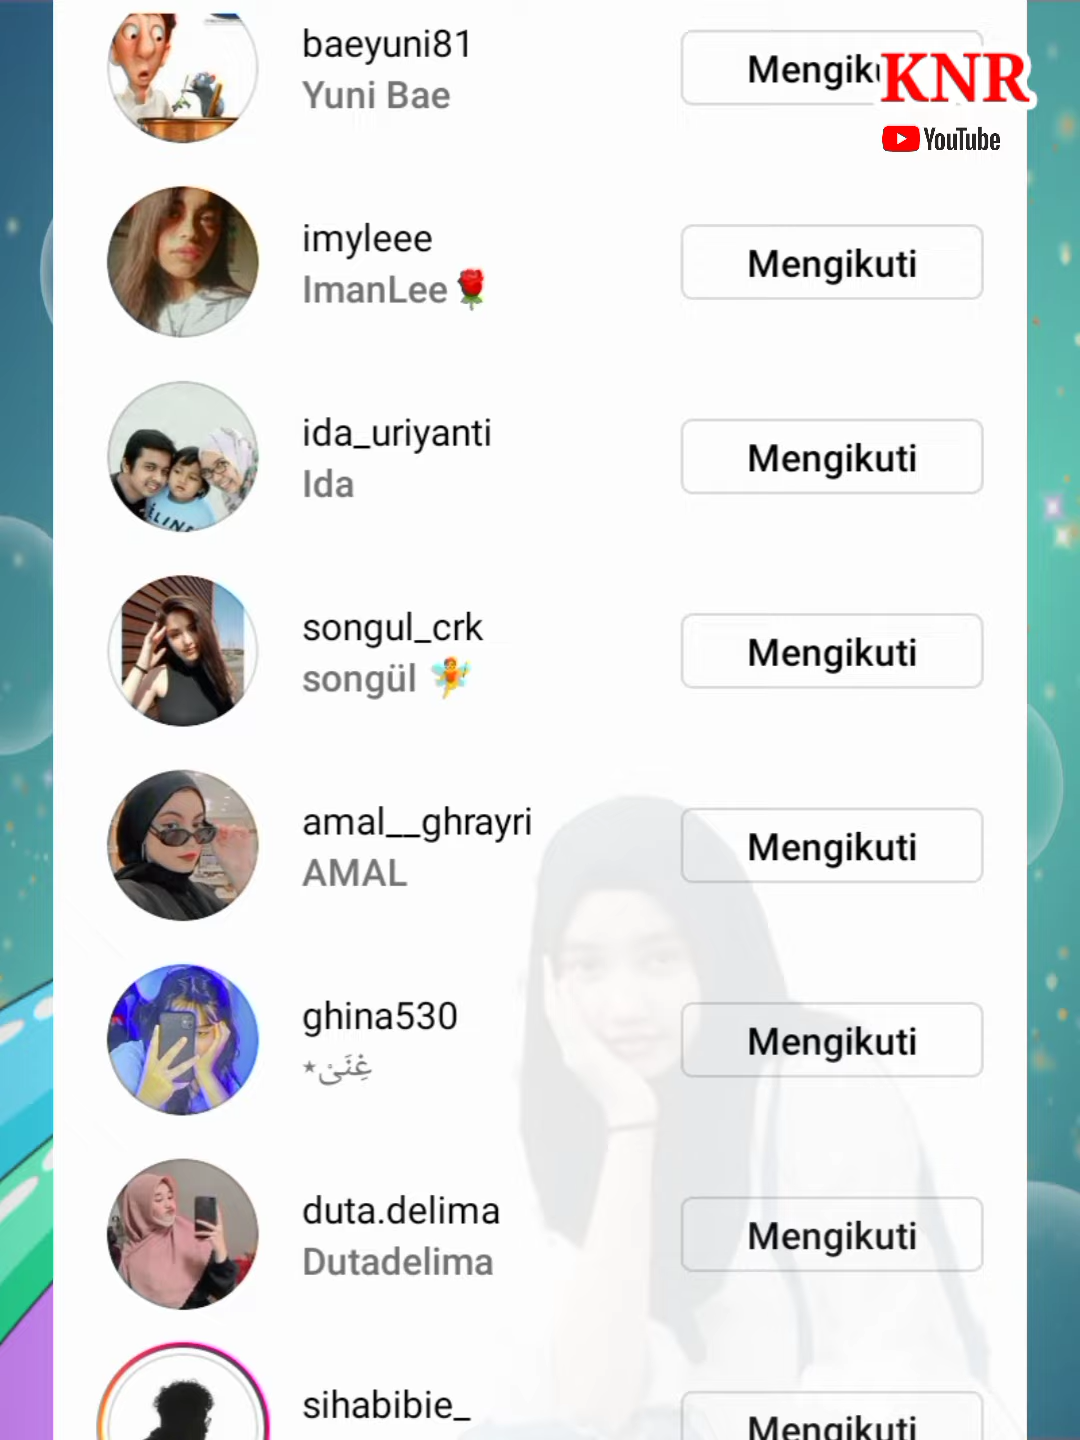 baeyuni81
Yuni Bae
KNR
YouTube
imyleee
ImanLee🌹
Mengikuti
ida_uriyanti
Ida
Mengikuti
songul_crk
songül 🧚
Mengikuti
amal__ghrayri
AMAL
Mengikuti
ghina530
غِْنَىْ⋆
Mengikuti
duta.delima
Dutadelima
Mengikuti
sihabibie_
Mengikuti